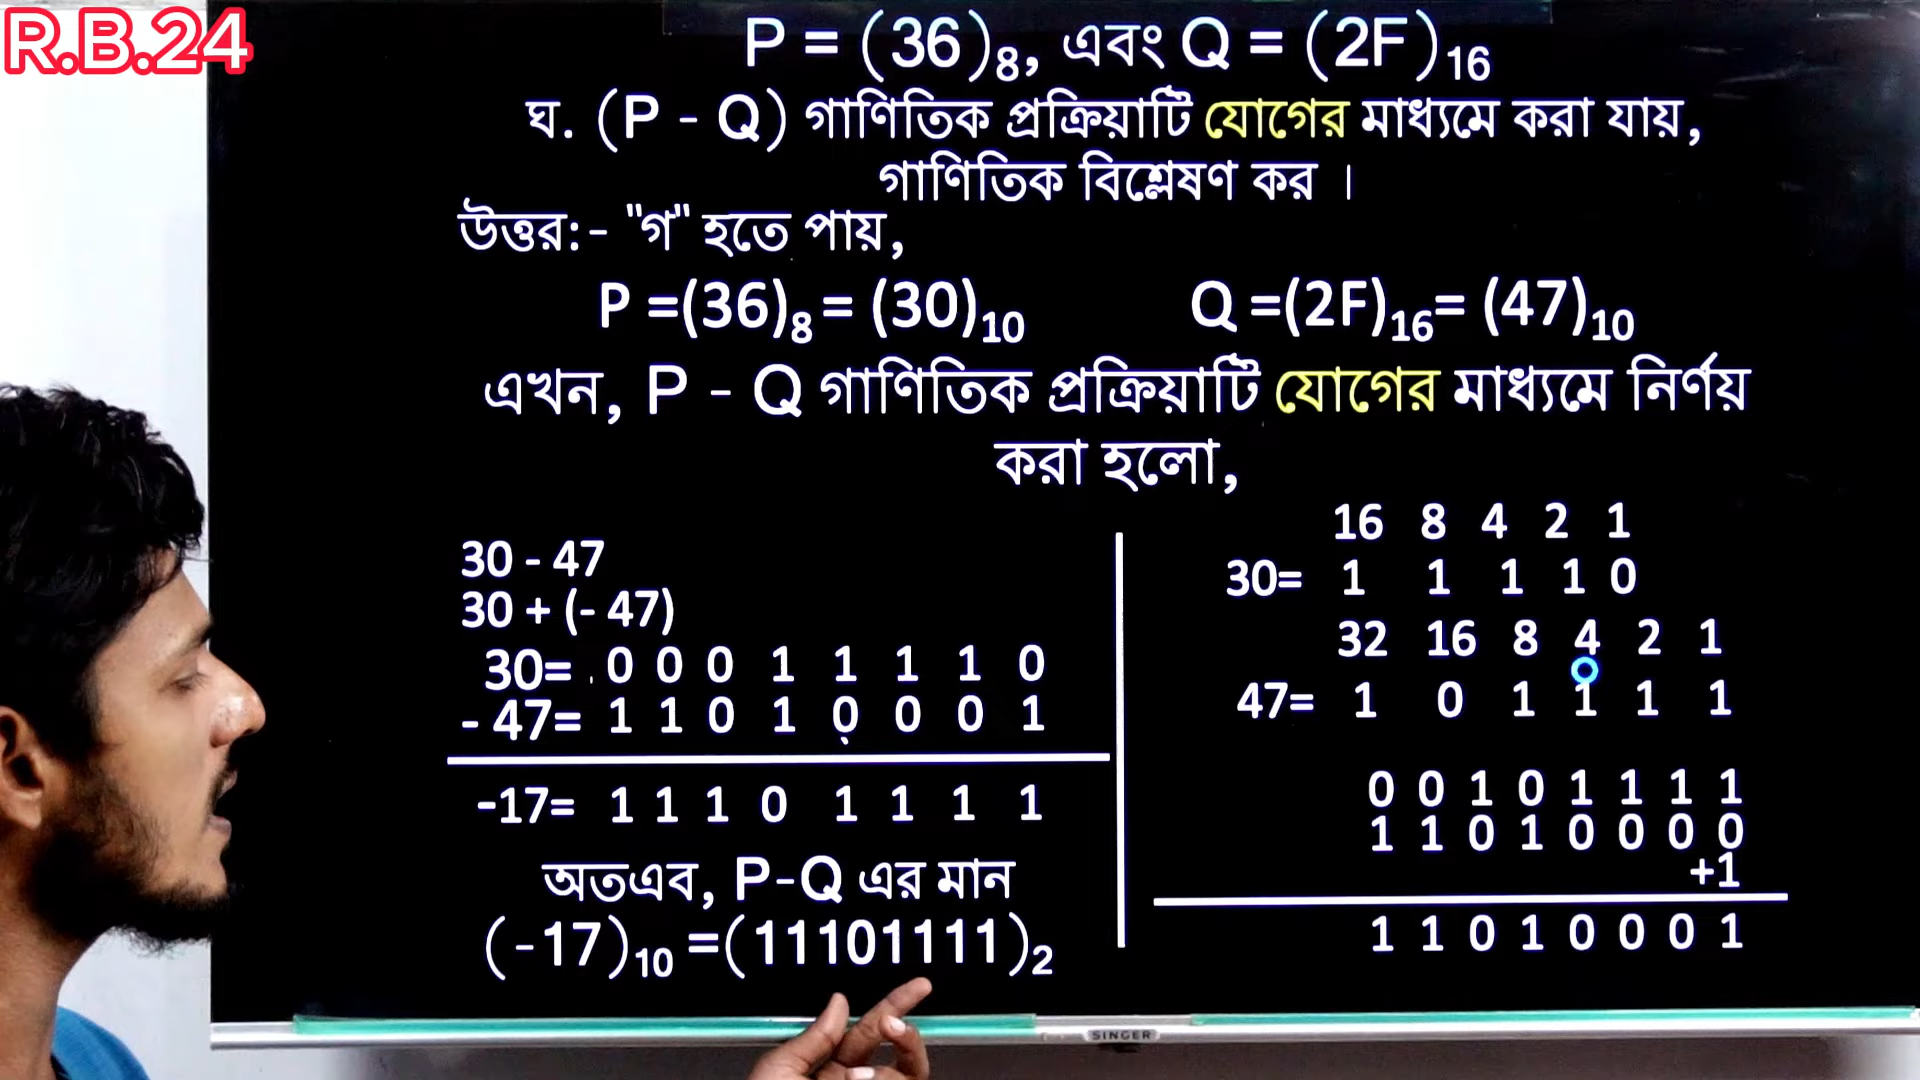 R.B.24
P = (36)₈, এবং Q = (2F)₁₆
ঘ. (P - Q) গাণিতিক প্রক্রিয়াটি যোগের মাধ্যমে করা যায়,
গাণিতিক বিশ্লেষণ কর ।
উত্তর:- "গ" হতে পায়,
P =(36)₈ = (30)₁₀ Q =(2F)₁₆= (47)₁₀
এখন, P - Q গাণিতিক প্রক্রিয়াটি যোগের মাধ্যমে নির্ণয়
করা হলো,
30 - 47
30 + (- 47)
30= 0 0 0 1 1 1 1 0
- 47= 1 1 0 1 0 0 0 1
-17= 1 1 1 0 1 1 1 1
অতএব, P-Q এর মান
(-17)₁₀ =(11101111)₂
16 8 4 2 1
30= 1 1 1 1 0
32 16 8 4 2 1
47= 1 0 1 1 1 1
0 0 1 0 1 1 1 1
1 1 0 1 0 0 0 0
+1
1 1 0 1 0 0 0 1
SINGER